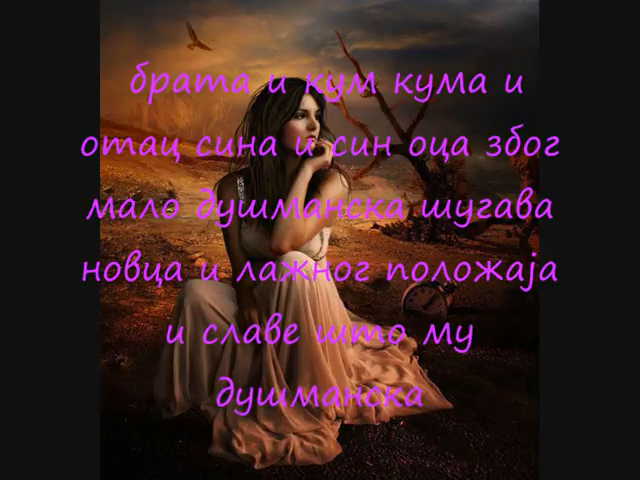 брата и кум кума и
отац сина и син оца због
мало душманска шугава
новца и лажног положаја
и славе што му
душманска